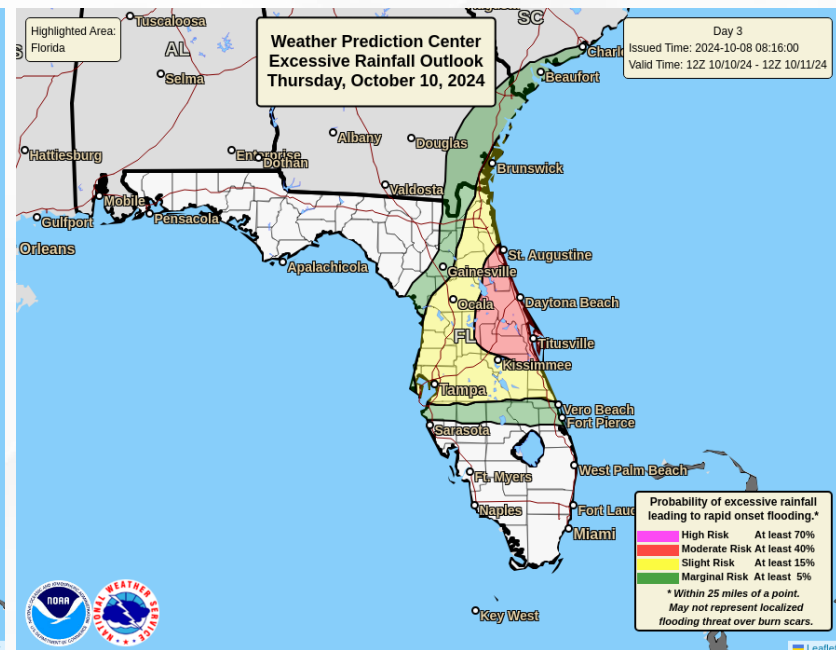 Highlighted Area:
Florida
Weather Prediction Center
Excessive Rainfall Outlook
Thursday, October 10, 2024
Day 3
Issued Time: 2024-10-08 08:16:00
Valid Time: 12Z 10/10/24 - 12Z 10/11/24
Tuscaloosa
SC
AL
Charl
Selma
Beaufort
Albany
Douglas
Hattiesburg
Enterprise
Dothan
Brunswick
Valdosta
Mobile
Gulfport
Pensacola
Orleans
St. Augustine
Apalachicola
Gainesville
Ocala
Daytona Beach
FL
Titusville
Kissimmee
Tampa
Vero Beach
Fort Pierce
Sarasota
West Palm Beach
Ft. Myers
Naples
Fort Laud
Miami
Key West
Probability of excessive rainfall
leading to rapid onset flooding.*
High Risk At least 70%
Moderate Risk At least 40%
Slight Risk At least 15%
Marginal Risk At least 5%
* Within 25 miles of a point.
May not represent localized
flooding threat over burn scars.
NOAA
NATIONAL WEATHER SERVICE
Leaflet